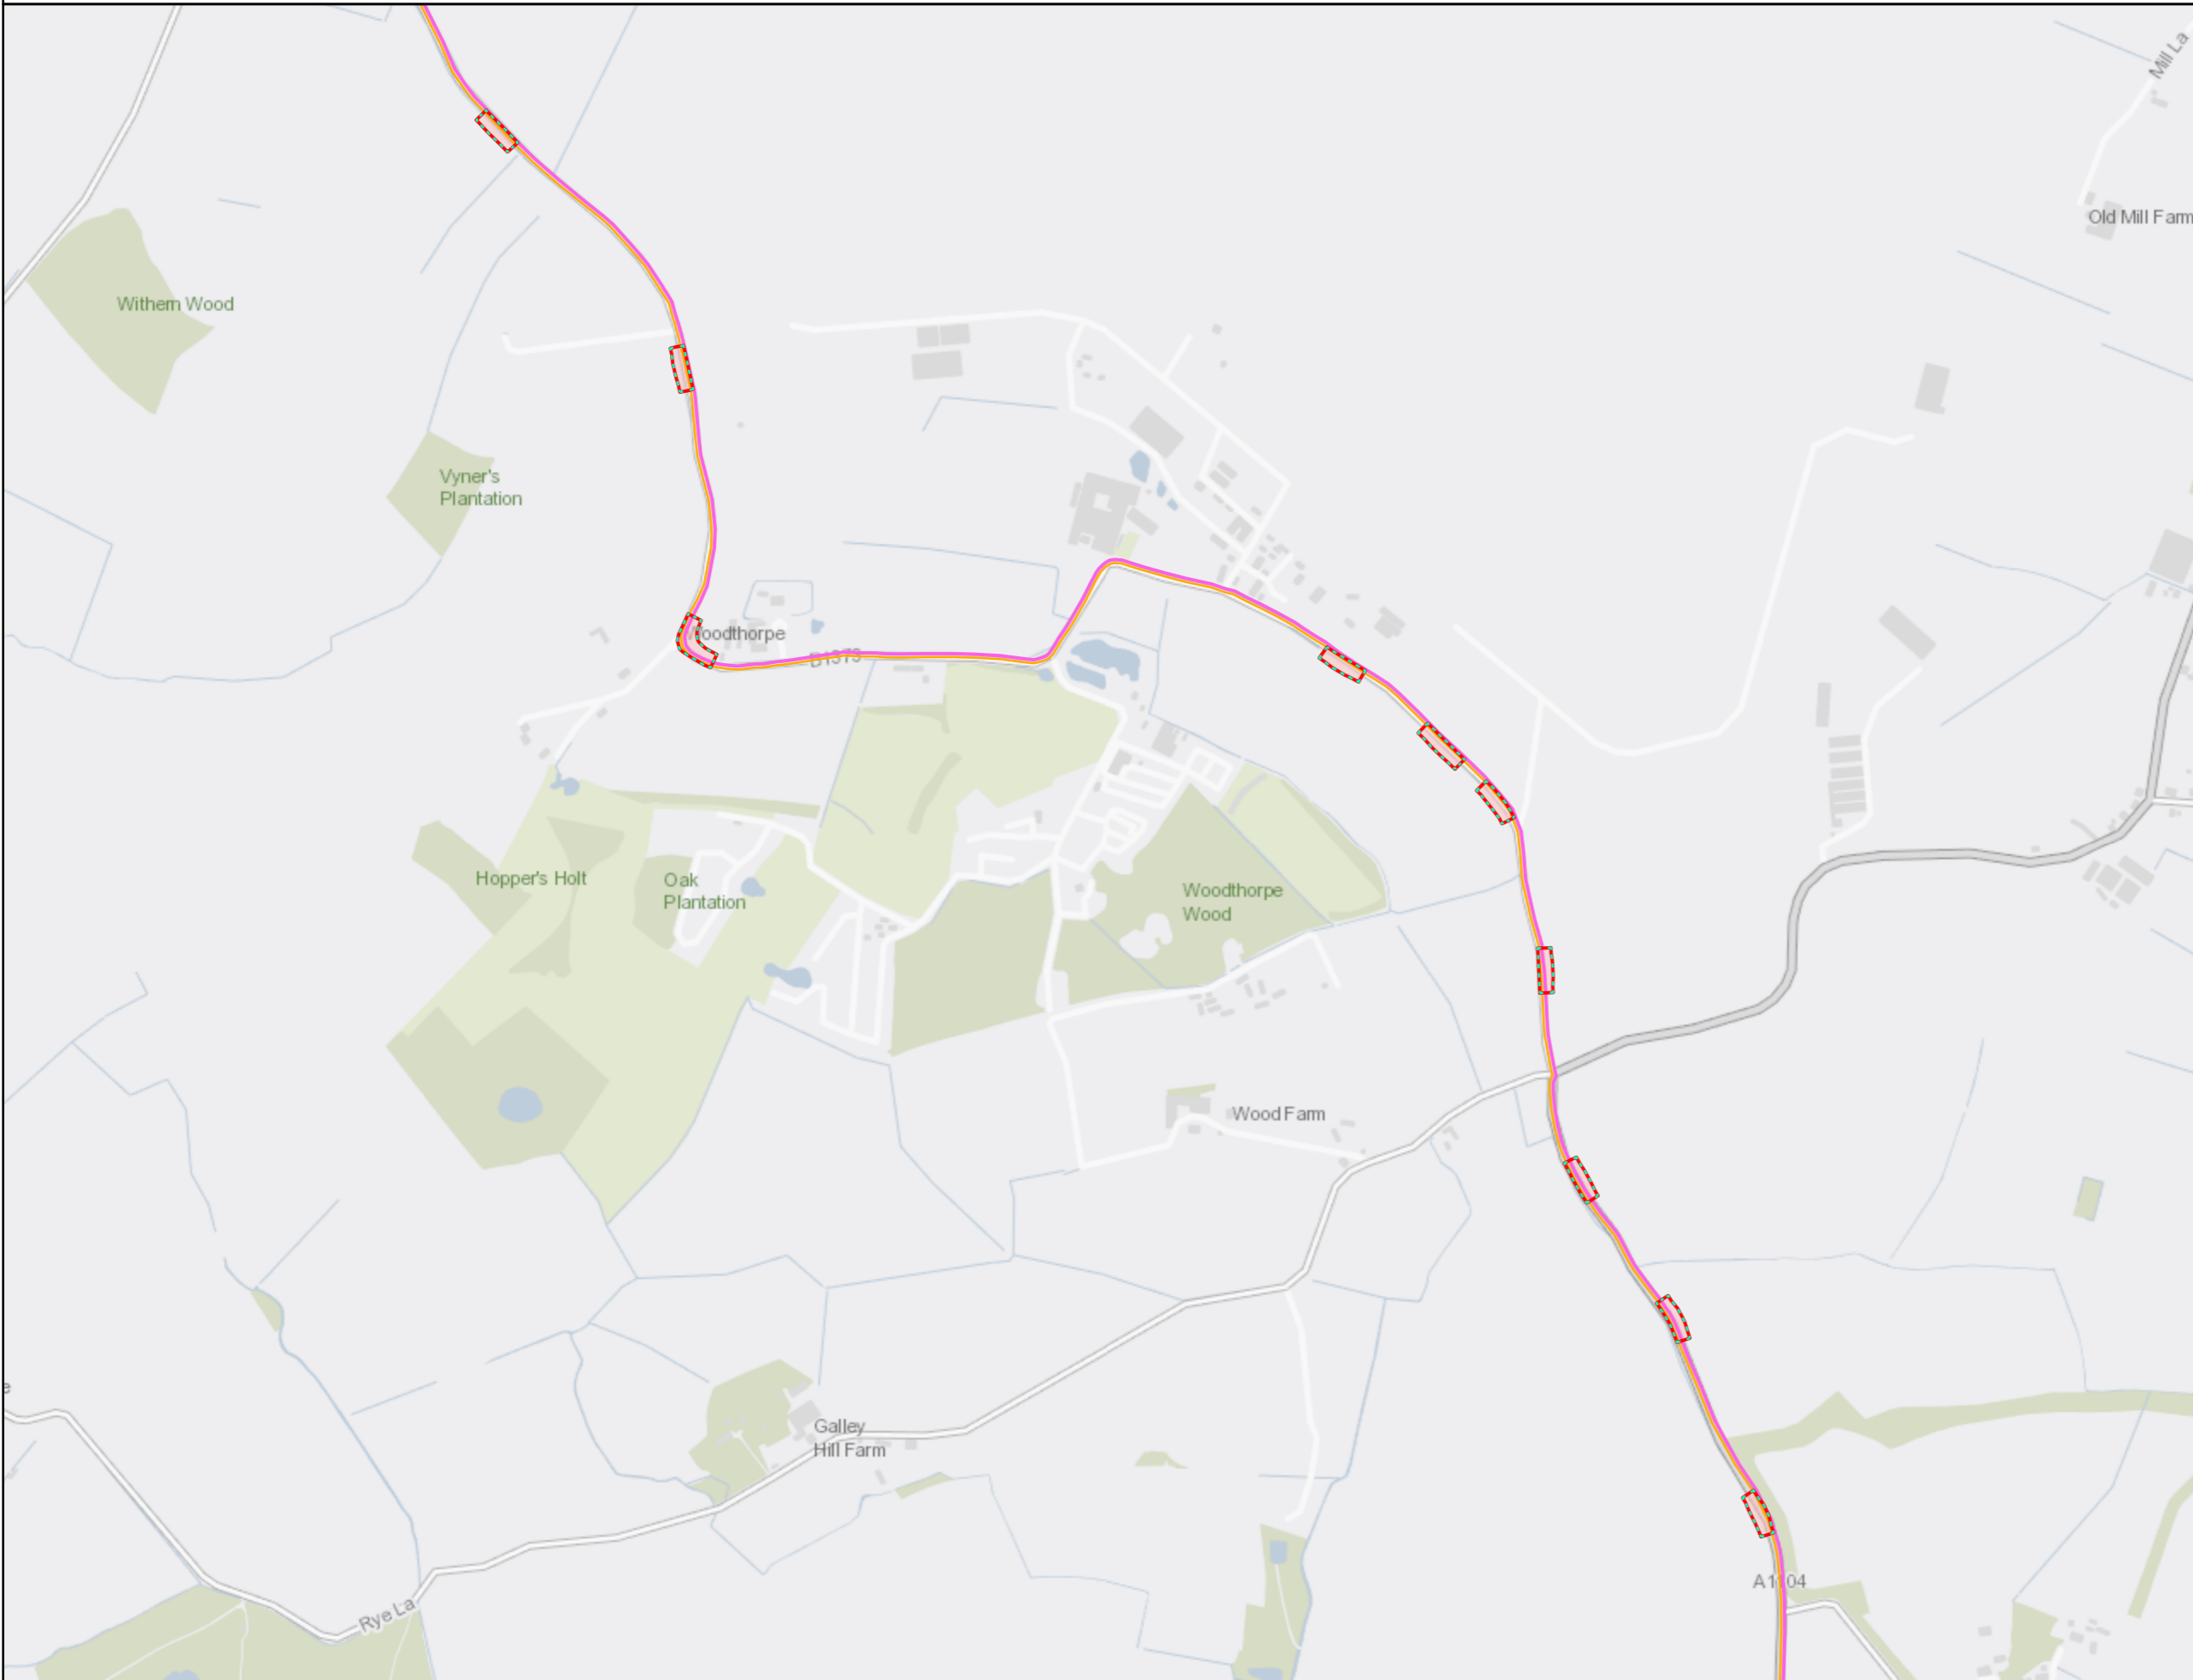 Mill La
Old Mill Farm
Withern Wood
Vyner's
Plantation
B1373
Hopper's Holt
Oak
Plantation
Woodthorpe
Wood
Wood Farm
Galley
Hill Farm
Rye La